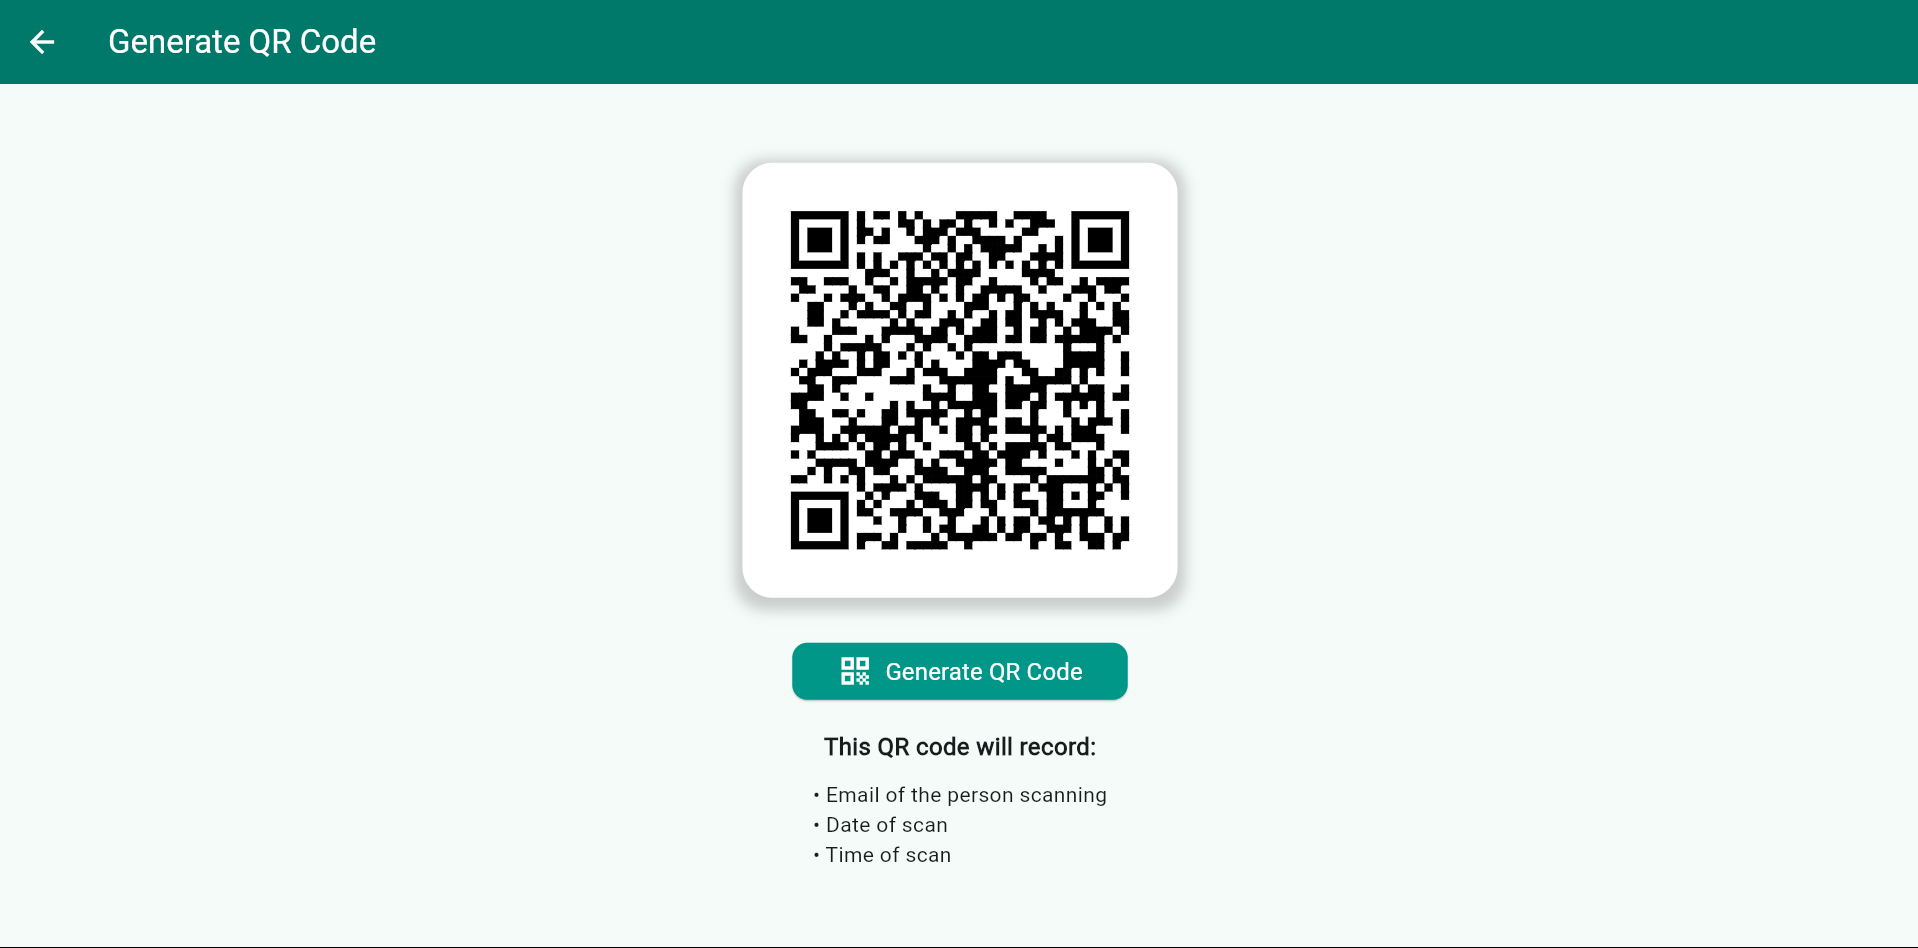 Generate QR Code
Generate QR Code
This QR code will record:
• Email of the person scanning
• Date of scan
• Time of scan